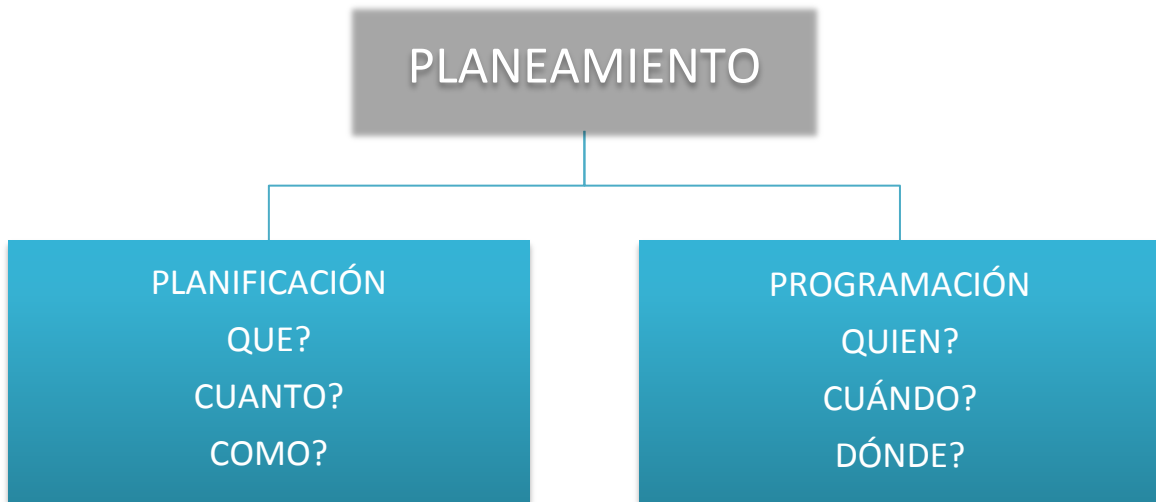 PLANEAMIENTO
PLANIFICACIÓN
QUE?
CUANTO?
COMO?
PROGRAMACIÓN
QUIEN?
CUÁNDO?
DÓNDE?